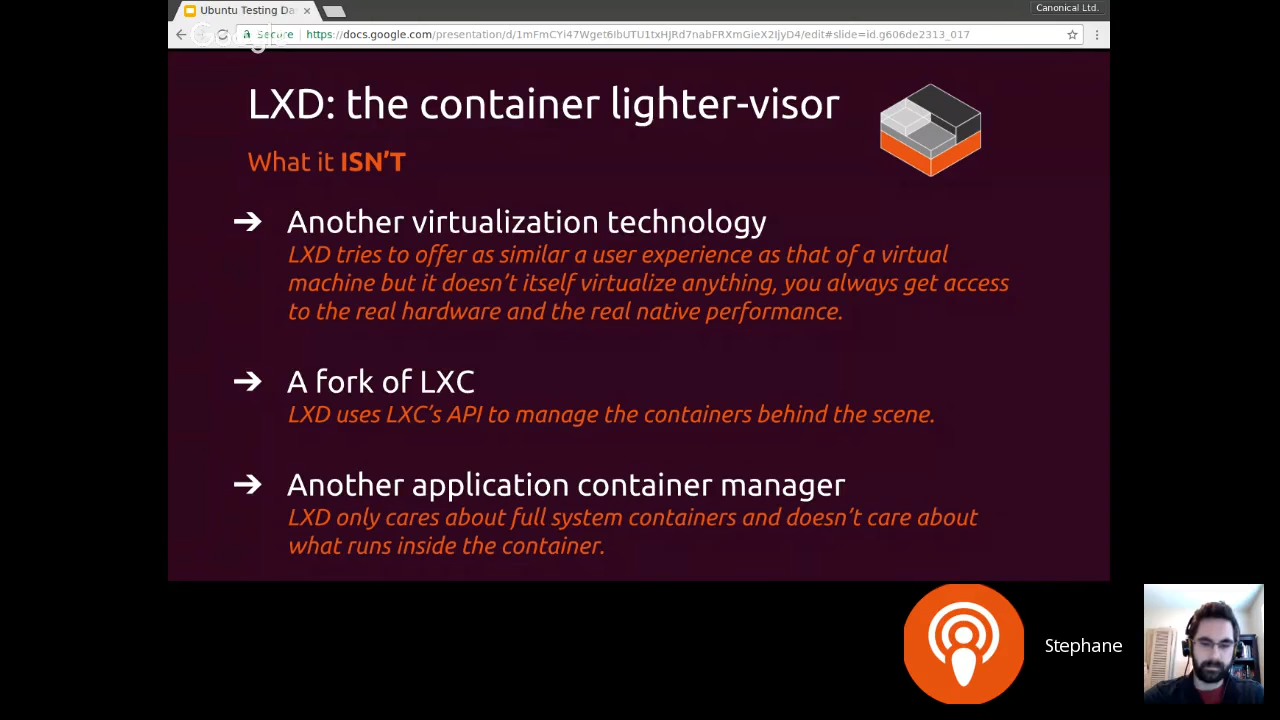 Ubuntu Testing Da
Canonical Ltd.
Google
Secure
https://docs.google.com/presentation/d/1mFmCYi47Wget6IbUTU1txHJRd7nabFRXmGieX2IjyD4/edit#slide=id.g606de2313_017
LXD: the container lighter-visor
What it ISN'T
➔ Another virtualization technology
LXD tries to offer as similar a user experience as that of a virtual
machine but it doesn't itself virtualize anything, you always get access
to the real hardware and the real native performance.
➔ A fork of LXC
LXD uses LXC's API to manage the containers behind the scene.
➔ Another application container manager
LXD only cares about full system containers and doesn't care about
what runs inside the container.
Stephane